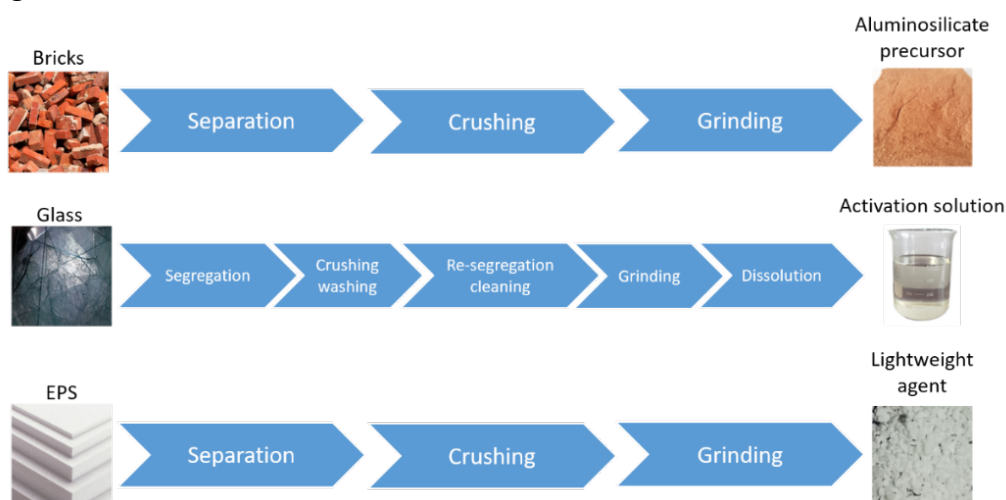 Bricks
Separation
Crushing
Grinding
Aluminosilicate
precursor
Glass
Segregation
Crushing
washing
Re-segregation
cleaning
Grinding
Dissolution
Activation solution
EPS
Separation
Crushing
Grinding
Lightweight
agent